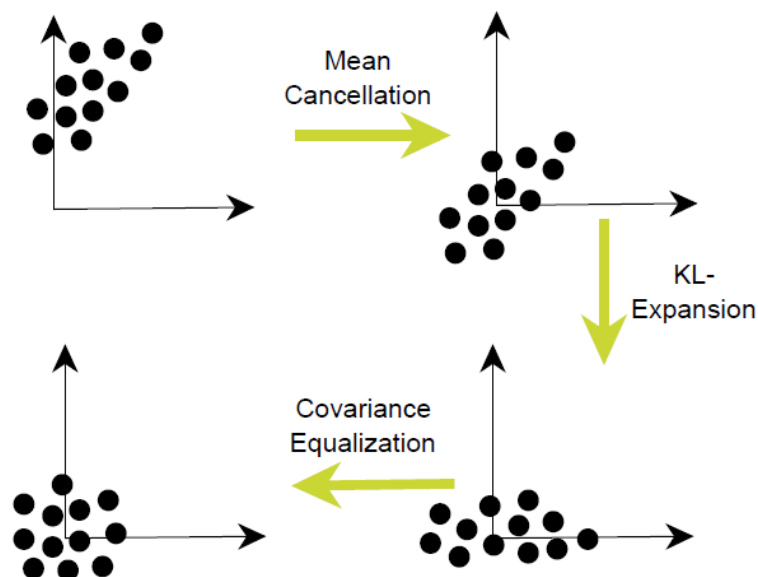 Mean
Cancellation
KL-
Expansion
Covariance
Equalization